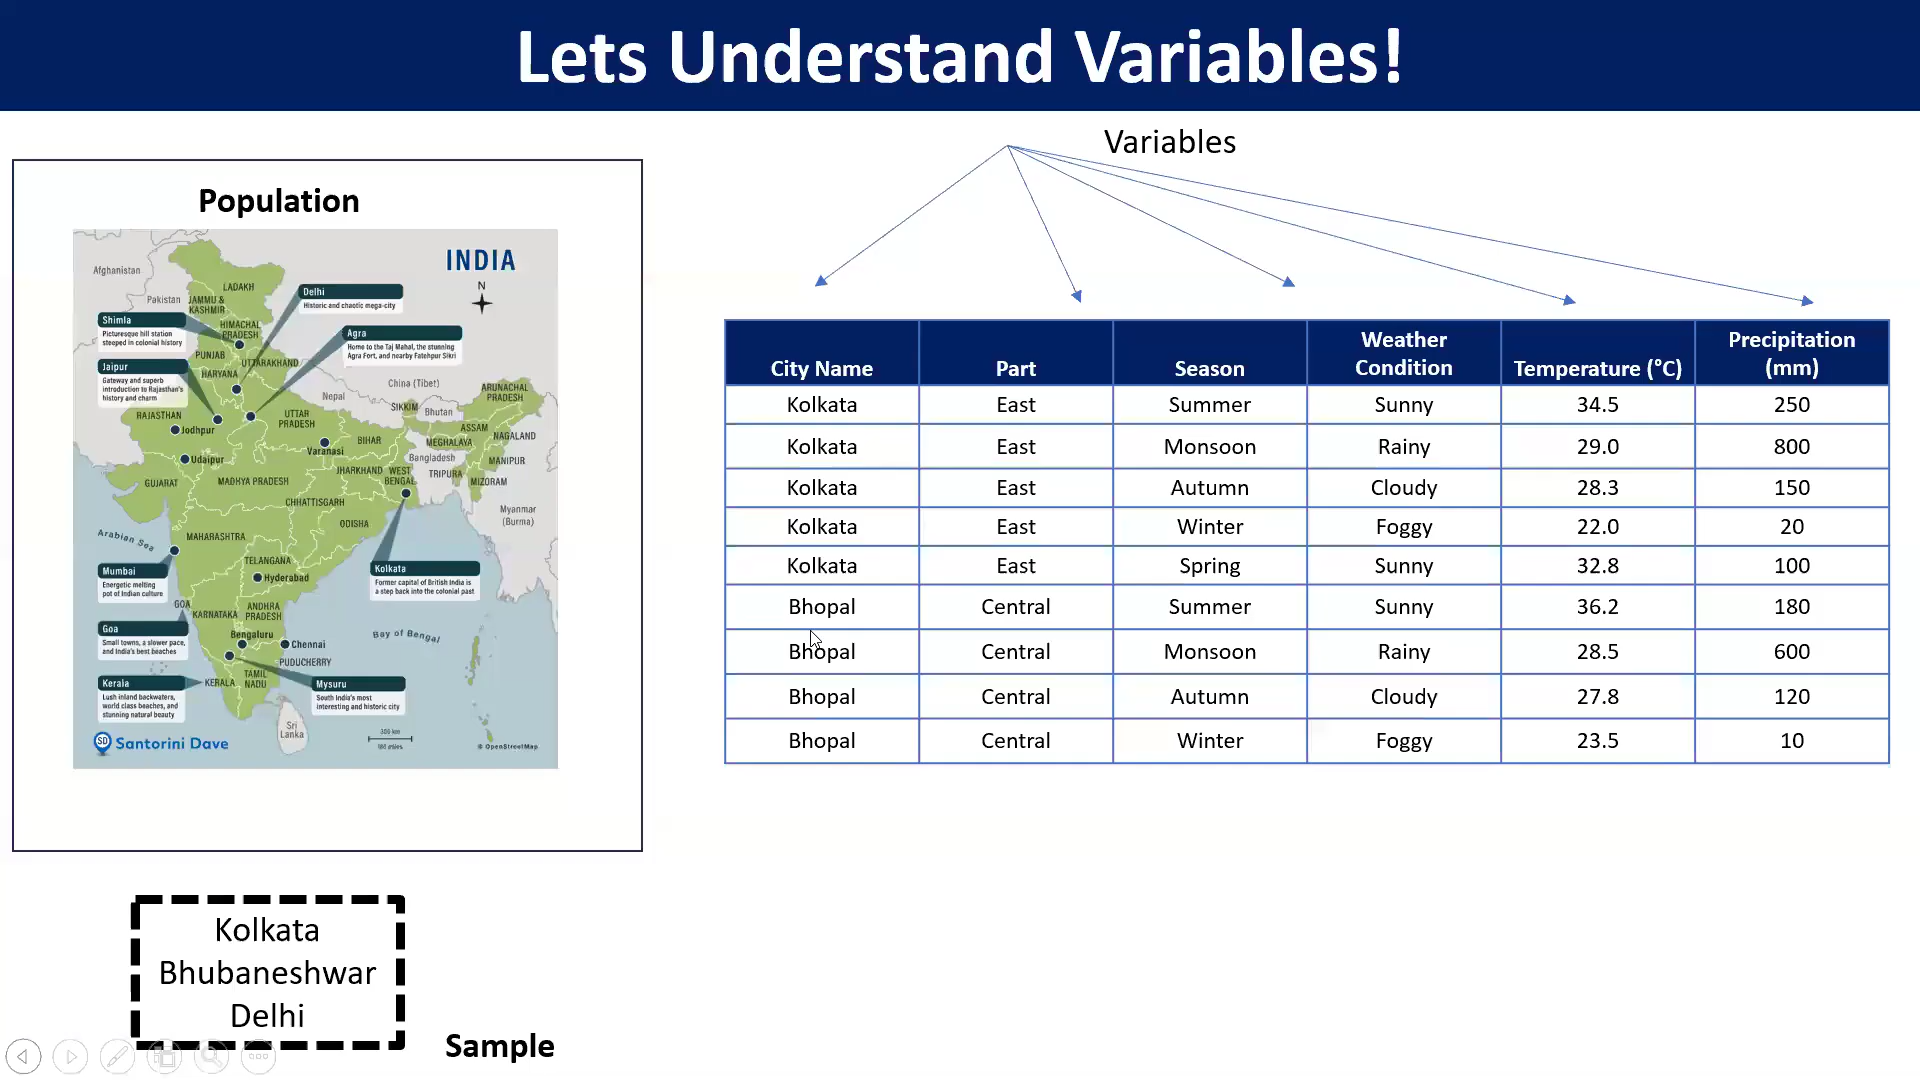 Lets Understand Variables!
Variables
Population
INDIA
N
Afghanistan
Pakistan
LADAKH
JAMMU &
KASHMIR
HIMACHAL
PRADESH
PUNJAB
UTTARAKHAND
HARYANA
Delhi
Historic and chaotic mega-city
Shimla
Picturesque hill station
steeped in colonial history
Agra
Home to the Taj Mahal, the stunning
Agra Fort, and nearby Fatehpur Sikri
Jaipur
Gateway and superb
introduction to Rajasthan's
history and charm
China (Tibet)
Nepal
SIKKIM
Bhutan
ARUNACHAL
PRADESH
RAJASTHAN
Jodhpur
UTTAR
PRADESH
ASSAM
NAGALAND
Varanasi
BIHAR
MEGHALAYA
Udaipur
Bangladesh
MANIPUR
GUJARAT
MADHYA PRADESH
JHARKHAND
WEST
BENGAL
TRIPURA
MIZORAM
CHHATTISGARH
Myanmar
(Burma)
ODISHA
Arabian Sea
MAHARASHTRA
TELANGANA
Hyderabad
Mumbai
Energetic melting
pot of Indian culture
Kolkata
Former capital of British India is
a step back into the colonial past
GOA
KARNATAKA
ANDHRA
PRADESH
Goa
Small towns, a slower pace,
and India's best beaches
Bengaluru
Chennai
Bay of Bengal
PUDUCHERRY
Kerala
Lush inland backwaters,
world class beaches, and
stunning natural beauty
KERALA
TAMIL
NADU
Mysuru
South India's most
interesting and historic city
Sri
Lanka
300 km
Santorini Dave
© OpenStreetMap
City Name Part Season Weather Condition Temperature (°C) Precipitation (mm)
Kolkata East Summer Sunny 34.5 250
Kolkata East Monsoon Rainy 29.0 800
Kolkata East Autumn Cloudy 28.3 150
Kolkata East Winter Foggy 22.0 20
Kolkata East Spring Sunny 32.8 100
Bhopal Central Summer Sunny 36.2 180
Bhopal Central Monsoon Rainy 28.5 600
Bhopal Central Autumn Cloudy 27.8 120
Bhopal Central Winter Foggy 23.5 10
Kolkata
Bhubaneshwar
Delhi
Sample